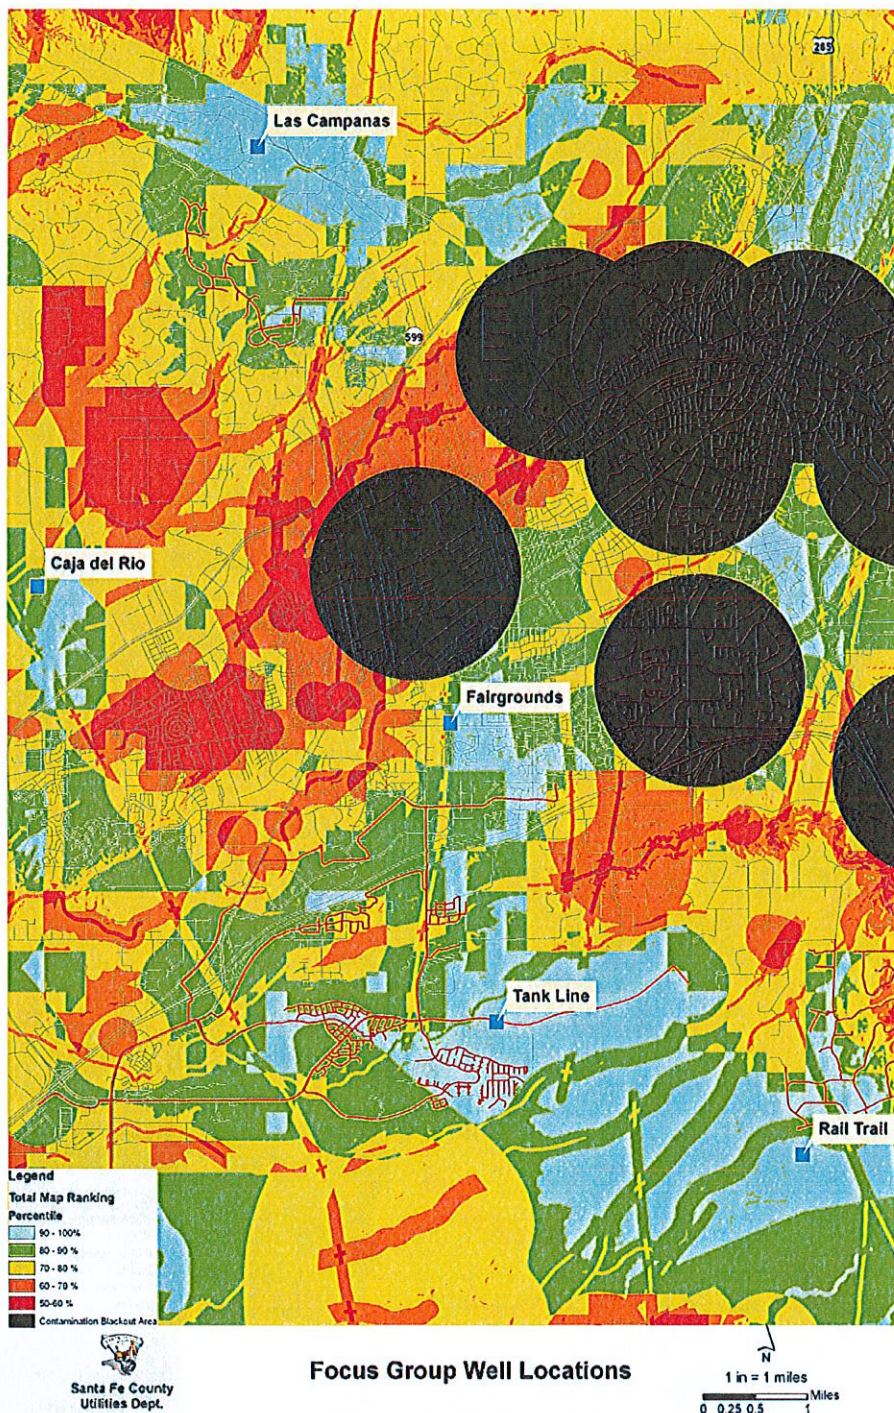 285
Las Campanas
599
Caja del Rio
Fairgrounds
Tank Line
Rail Trail
Legend
Total Map Ranking
Percentile
90 - 100%
80 - 90 %
70 - 80 %
60 - 70 %
50-60 %
Contamination Blackout Area
Santa Fe County
Utilities Dept.
Focus Group Well Locations
N
1 in = 1 miles
Miles
0 0.25 0.5 1